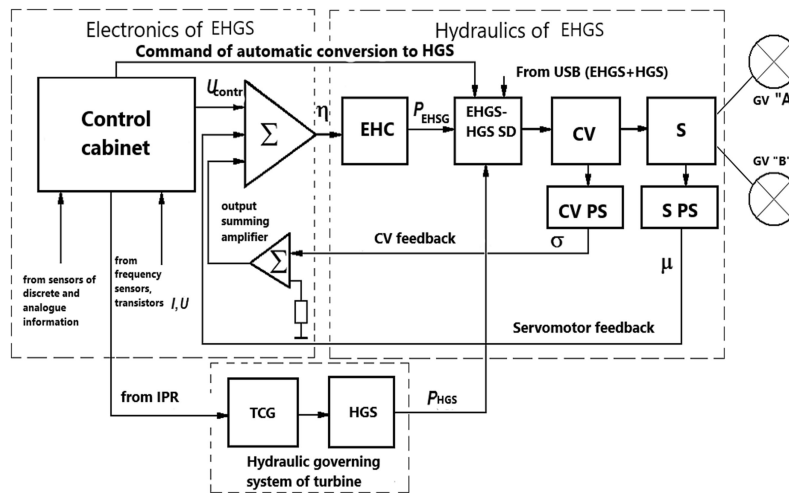 Electronics of EHGS
Hydraulics of EHGS
Command of automatic conversion to HGS
From USB (EHGS+HGS)
GV "A
Control
cabinet
Ucontr
Σ
η
EHC
PEHSG
EHGS-
HGS SD
CV
S
GV "B"
CV PS
S PS
output
summing
amplifier
CV feedback
σ
μ
Σ
from sensors of
discrete and
analogue
information
from
frequency
sensors,
transistors
I,U
Servomotor feedback
from IPR
TCG
HGS
PHGS
Hydraulic governing
system of turbine